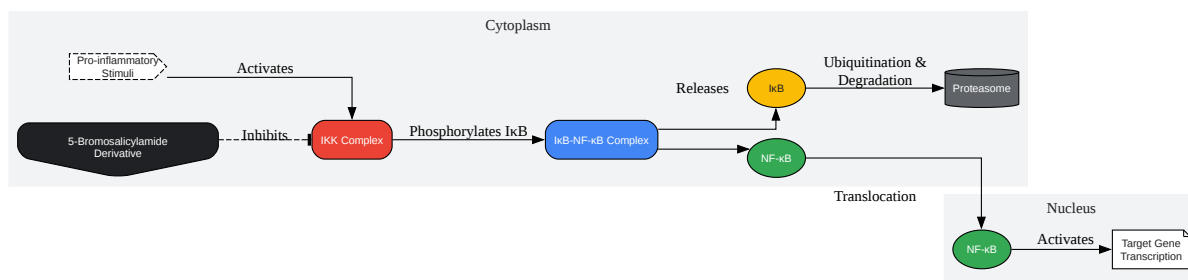 Cytoplasm
Pro-inflammatory
Stimuli
Activates
5-Bromosalicylamide
Derivative
Inhibits
IKK Complex
Phosphorylates IκB
IκB-NF-κB Complex
Releases
IκB
NF-κB
Ubiquitination &
Degradation
Proteasome
Translocation
Nucleus
NF-κB
Activates
Target Gene
Transcription